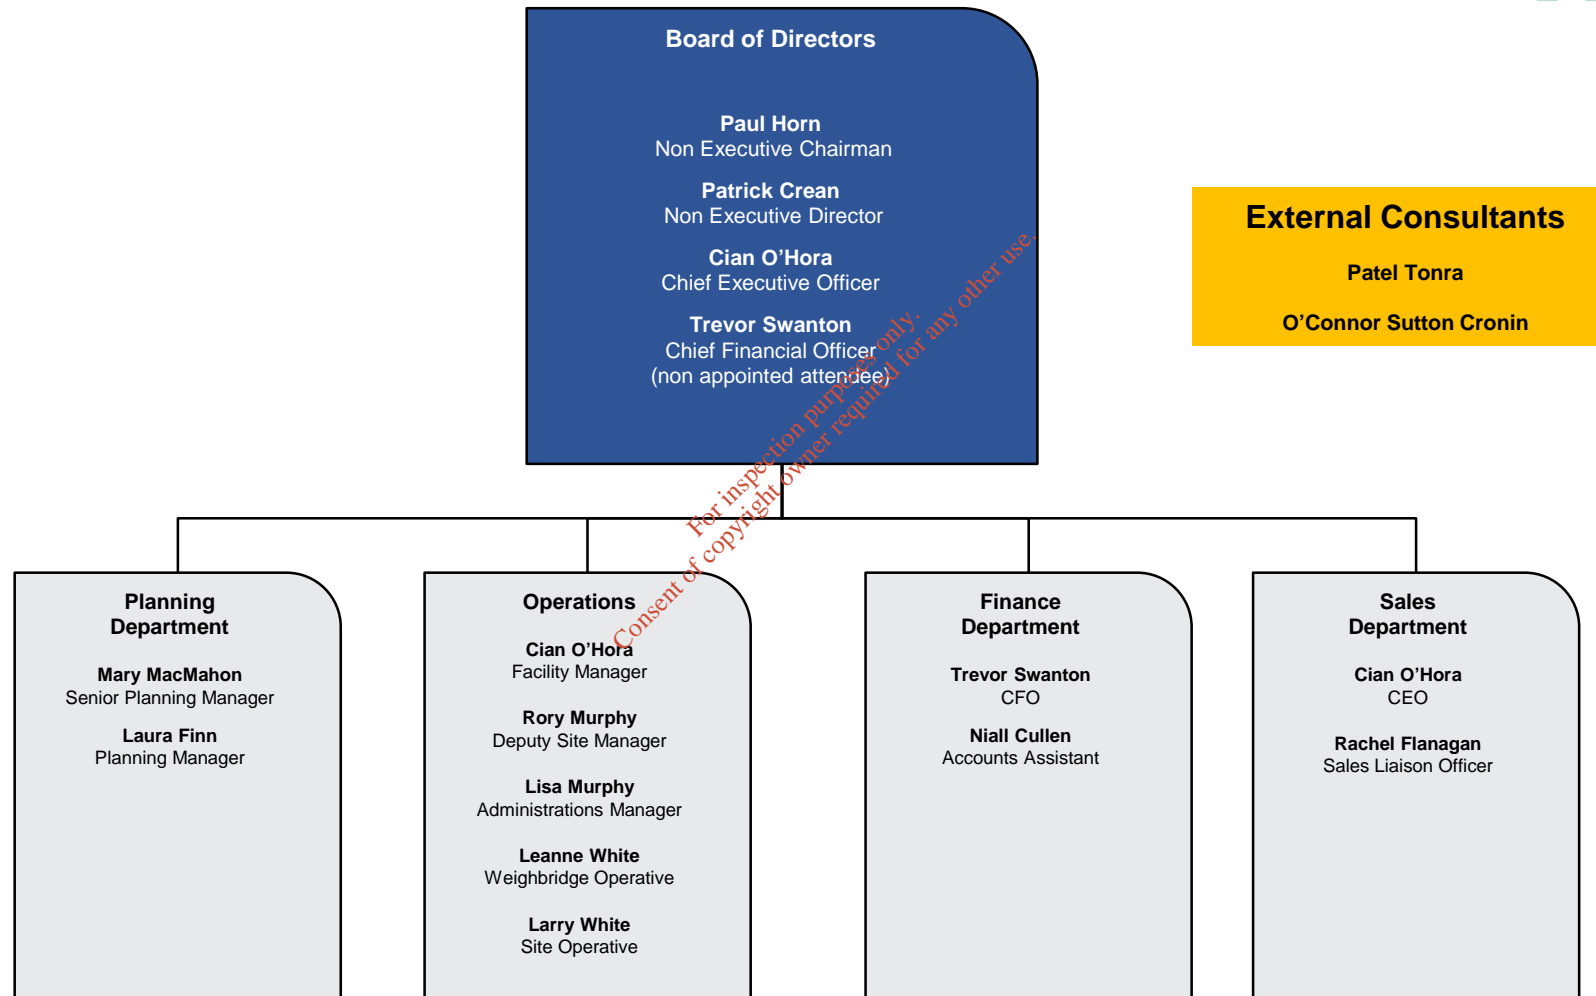 Board of Directors
Paul Horn
Non Executive Chairman
Patrick Crean
Non Executive Director
Cian O’Hora
Chief Executive Officer
Trevor Swanton
Chief Financial Officer
(non appointed attendee)
External Consultants
Patel Tonra
O’Connor Sutton Cronin
For inspection purposes only.
Consent of copyright owner required for any other use.
Planning
Department
Mary MacMahon
Senior Planning Manager
Laura Finn
Planning Manager
Operations
Cian O’Hora
Facility Manager
Rory Murphy
Deputy Site Manager
Lisa Murphy
Administrations Manager
Leanne White
Weighbridge Operative
Larry White
Site Operative
Finance
Department
Trevor Swanton
CFO
Niall Cullen
Accounts Assistant
Sales
Department
Cian O’Hora
CEO
Rachel Flanagan
Sales Liaison Officer